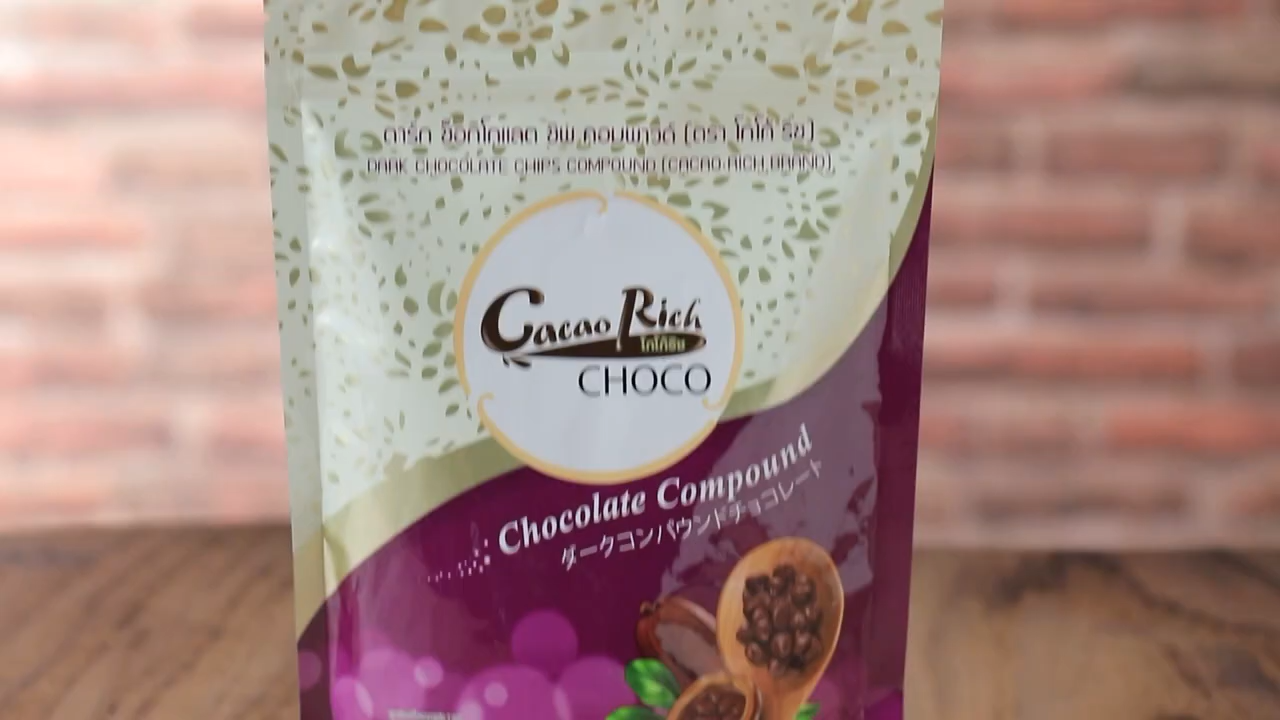 ดาร์ก ช็อกโกแลต ชิพ คอมพาวด์ (ตรา โกโก้ ริช)
DARK CHOCOLATE CHIPS COMPOUND (CACAO RICH BRAND)
Cacao Rich
โกโก้ริช
CHOCO
Chocolate Compound
ダークコンパウンドチョコレート